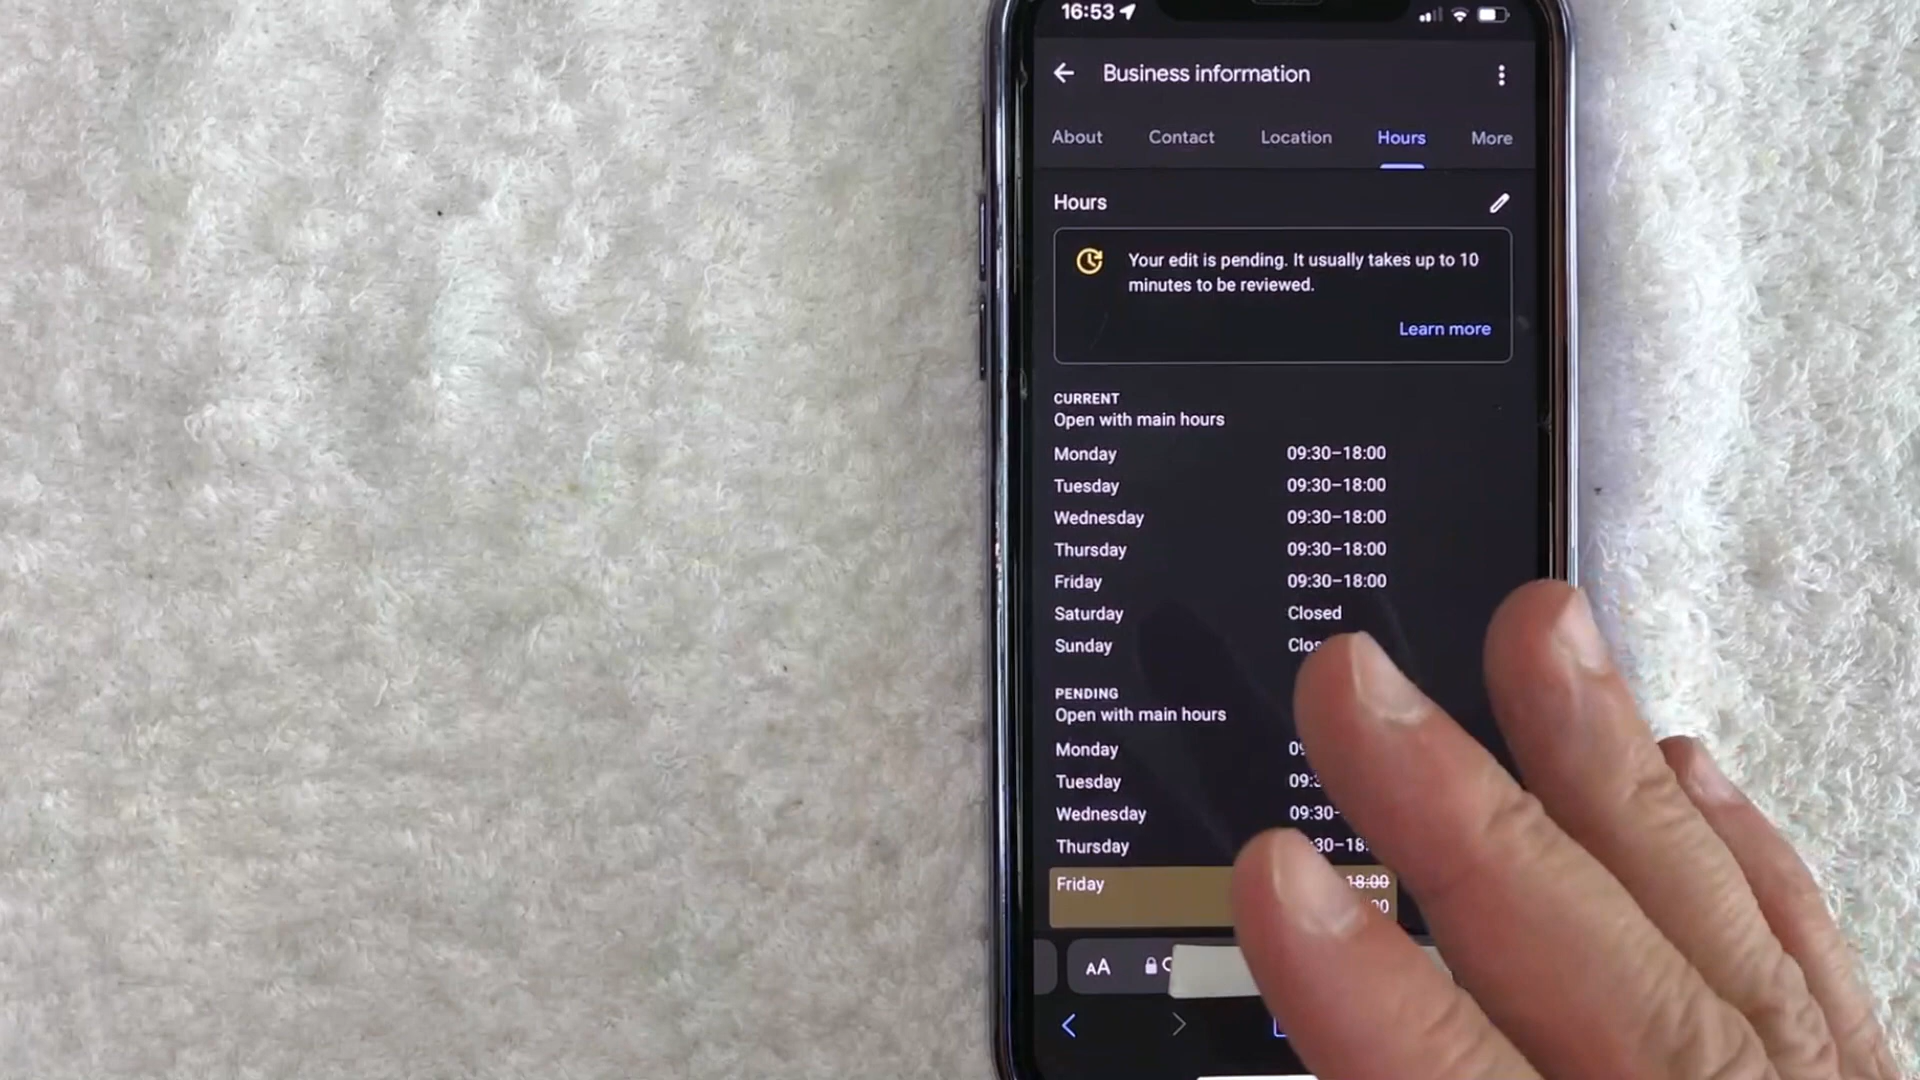 16:53
Business information
About Contact Location Hours More
Hours
Your edit is pending. It usually takes up to 10
minutes to be reviewed.
Learn more
CURRENT
Open with main hours
Monday 09:30–18:00
Tuesday 09:30–18:00
Wednesday 09:30–18:00
Thursday 09:30–18:00
Friday 09:30–18:00
Saturday Closed
Sunday
PENDING
Open with main hours
Monday
Tuesday
Wednesday 09:30-
Thursday
Friday 18:00
AA